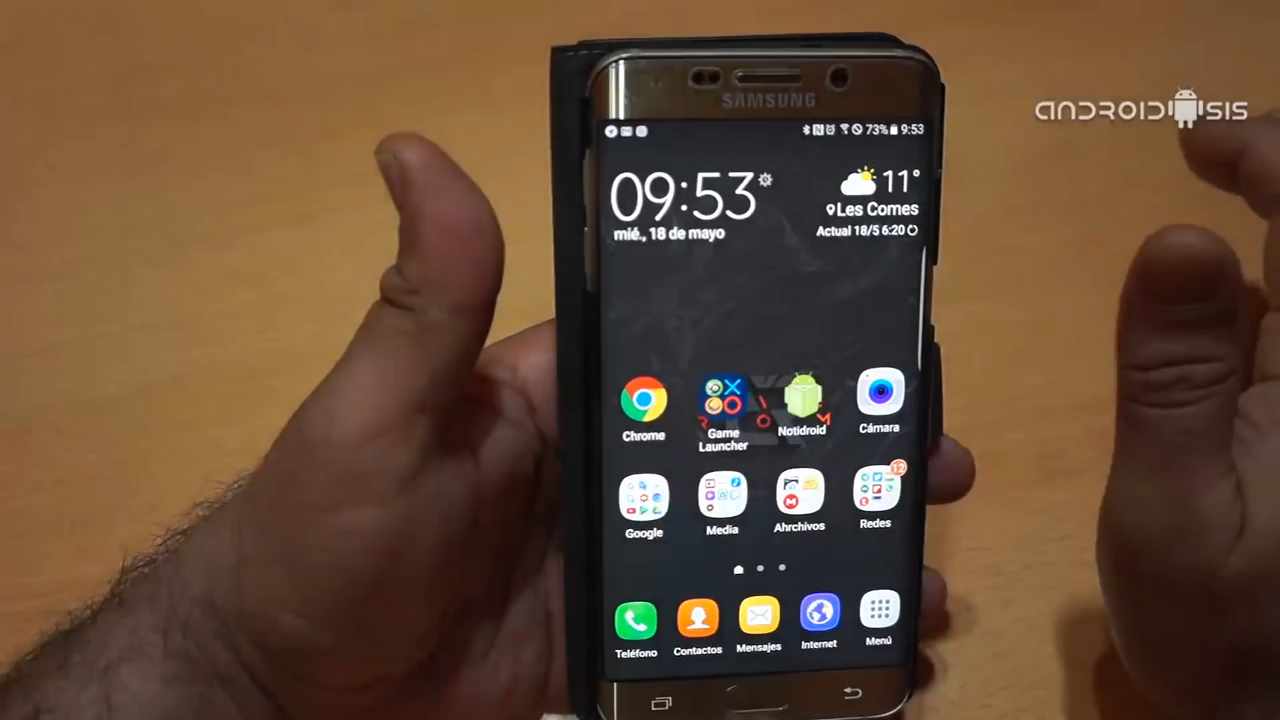 SAMSUNG
ANDROIDSIS
73% 9:53
09:53
11°
Les Comes
mié., 18 de mayo
Actual 18/5 6:20
Chrome
Game Launcher
Notidroid
Cámara
12
Google
Media
Ahrchivos
Redes
Teléfono
Contactos
Mensajes
Internet
Menú